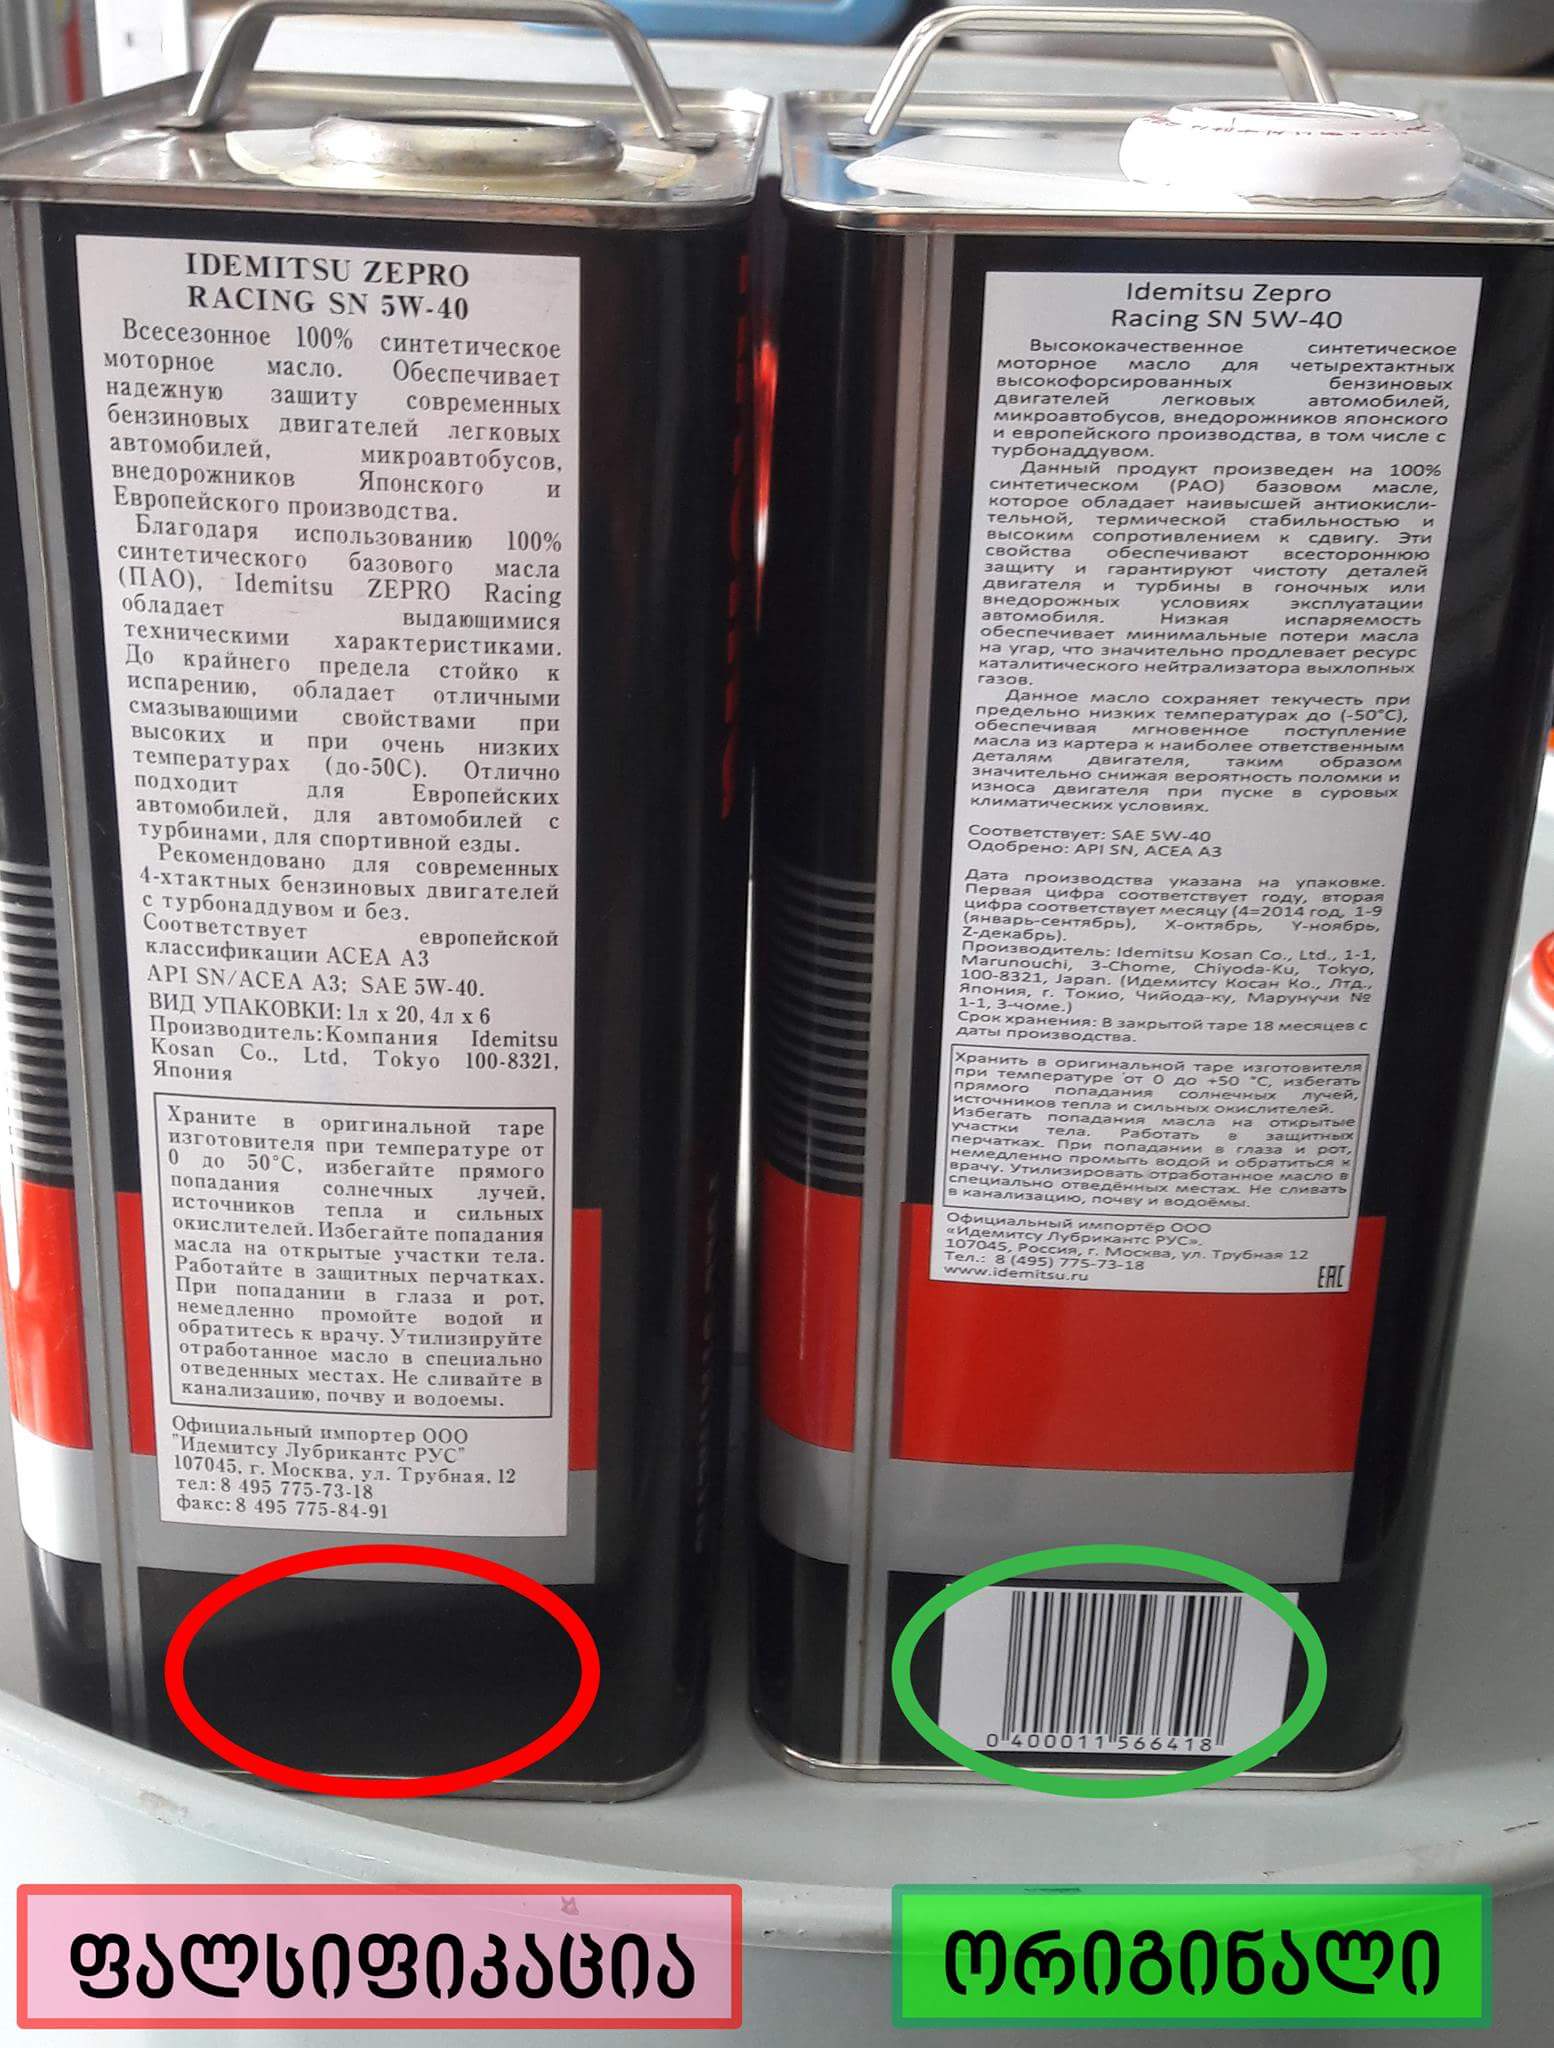 IDEMITSU ZEPRO
RACING SN 5W-40
Всесезонное 100% синтетическое
моторное масло. Обеспечивает
надежную защиту современных
бензиновых двигателей легковых
автомобилей, микроавтобусов,
внедорожников Японского и
Европейского производства.
Благодаря использованию 100%
синтетического базового масла
(ПАО), Idemitsu ZEPRO Racing
обладает выдающимися
техническими характеристиками.
До крайнего предела стойко к
испарению, обладает отличными
смазывающими свойствами при
высоких и при очень низких
температурах (до-50С). Отлично
подходит для Европейских
автомобилей, для автомобилей с
турбинами, для спортивной езды.
Рекомендовано для современных
4-хтактных бензиновых двигателей
с турбонаддувом и без.
Соответствует европейской
классификации ACEA A3
API SN/ACEA A3; SAE 5W-40.
ВИД УПАКОВКИ: 1л x 20, 4л x 6
Производитель:Компания Idemitsu
Kosan Co., Ltd, Tokyo 100-8321,
Япония
Храните в оригинальной таре
изготовителя при температуре от
0 до 50°С, избегайте прямого
попадания солнечных лучей,
источников тепла и сильных
окислителей. Избегайте попадания
масла на открытые участки тела.
Работайте в защитных перчатках.
При попадании в глаза и рот,
немедленно промойте водой и
обратитесь к врачу. Утилизируйте
отработанное масло в специально
отведенных местах. Не сливайте в
канализацию, почву и водоемы.
Официальный импортер ООО
"Идемитсу Лубрикантс РУС"
107045, г. Москва, ул. Трубная, 12
тел: 8 495 775-73-18
факс: 8 495 775-84-91
Idemitsu Zepro
Racing SN 5W-40
Высококачественное синтетическое
моторное масло для четырехтактных
высокофорсированных бензиновых
двигателей легковых автомобилей,
микроавтобусов, внедорожников японского
и европейского производства, в том числе с
турбонаддувом.
Данный продукт произведен на 100%
синтетическом (PAO) базовом масле,
которое обладает наивысшей антиокисли-
тельной, термической стабильностью и
высоким сопротивлением к сдвигу. Эти
свойства обеспечивают всестороннюю
защиту и гарантируют чистоту деталей
двигателя и турбины в гоночных или
внедорожных условиях эксплуатации
автомобиля. Низкая испаряемость
обеспечивает минимальные потери масла
на угар, что значительно продлевает ресурс
каталитического нейтрализатора выхлопных
газов.
Данное масло сохраняет текучесть при
предельно низких температурах до (-50°С),
обеспечивая мгновенное поступление
масла из картера к наиболее ответственным
деталям двигателя, таким образом
значительно снижая вероятность поломки и
износа двигателя при пуске в суровых
климатических условиях.
Соответствует: SAE 5W-40
Одобрено: API SN, ACEA A3
Дата производства указана на упаковке.
Первая цифра соответствует году, вторая
цифра соответствует месяцу (4=2014 год, 1-9
(январь-сентябрь), X-октябрь, Y-ноябрь,
Z-декабрь).
Производитель: Idemitsu Kosan Co., Ltd., 1-1,
Marunouchi, 3-Chome, Chiyoda-Ku, Tokyo,
100-8321, Japan. (Идемитсу Косан Ко., Лтд.,
Япония, г. Токио, Чийода-ку, Марунучи №
1-1, 3-чоме.)
Срок хранения: В закрытой таре 18 месяцев с
даты производства.
Хранить в оригинальной таре изготовителя
при температуре от 0 до +50 °С, избегать
прямого попадания солнечных лучей,
источников тепла и сильных окислителей.
Избегать попадания масла на открытые
участки тела. Работать в защитных
перчатках. При попадании в глаза и рот,
немедленно промыть водой и обратиться к
врачу. Утилизировать отработанное масло в
специально отведённых местах. Не сливать
в канализацию, почву и водоёмы.
Официальный импортёр ООО
«Идемитсу Лубрикантс РУС».
107045, Россия, г. Москва, ул. Трубная 12
Тел.: 8 (495) 775-73-18
www.idemitsu.ru
EAC
0 400011 566418
ფალსიფიკაცია
ორიგინალი